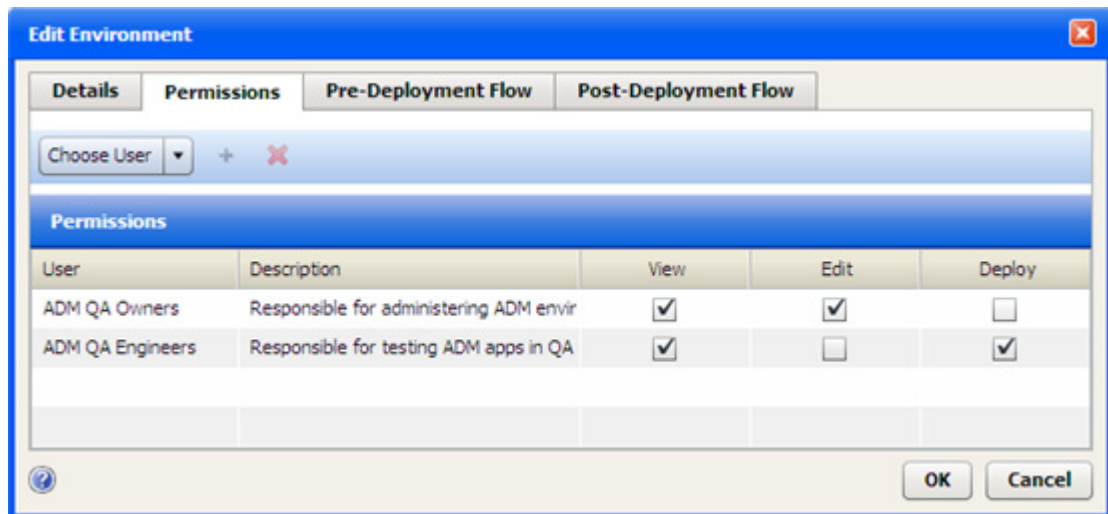 Edit Environment
Details Permissions Pre-Deployment Flow Post-Deployment Flow
Choose User
Permissions
User Description View Edit Deploy
ADM QA Owners Responsible for administering ADM envir
ADM QA Engineers Responsible for testing ADM apps in QA
OK Cancel